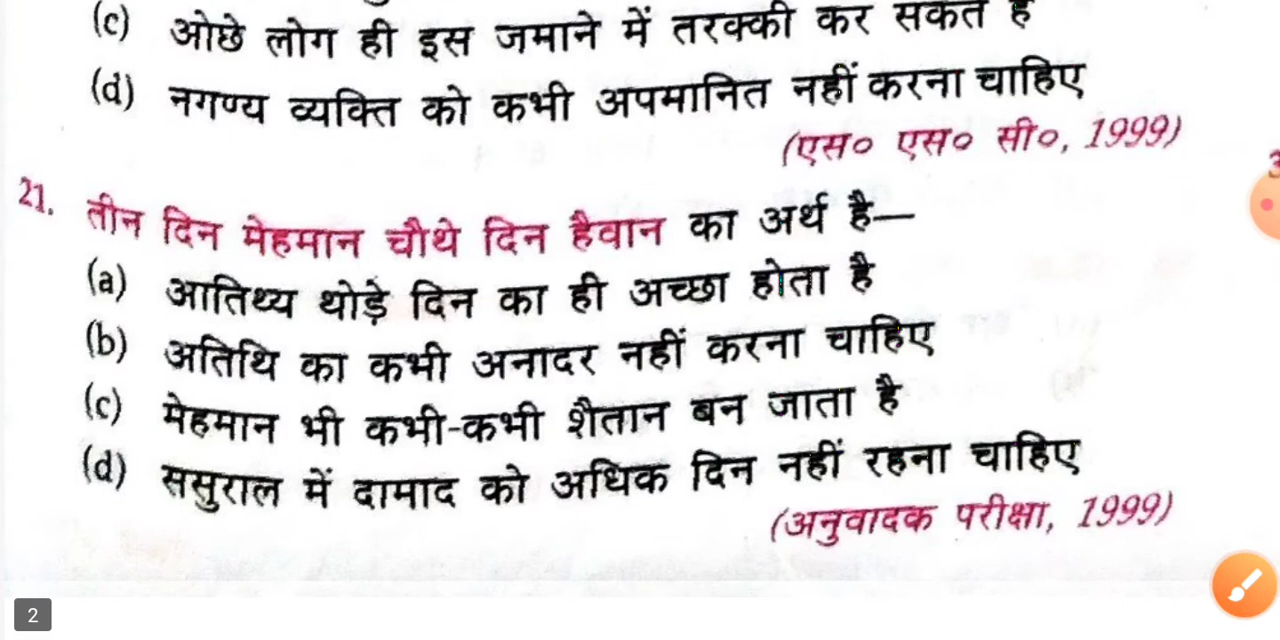 (c) ओछे लोग ही इस जमाने में तरक्की कर सकते हैं
(d) नगण्य व्यक्ति को कभी अपमानित नहीं करना चाहिए
(एस० एस० सी०, 1999)
21. तीन दिन मेहमान चौथे दिन हैवान का अर्थ है—
(a) आतिथ्य थोड़े दिन का ही अच्छा होता है
(b) अतिथि का कभी अनादर नहीं करना चाहिए
(c) मेहमान भी कभी-कभी शैतान बन जाता है
(d) ससुराल में दामाद को अधिक दिन नहीं रहना चाहिए
(अनुवादक परीक्षा, 1999)
2